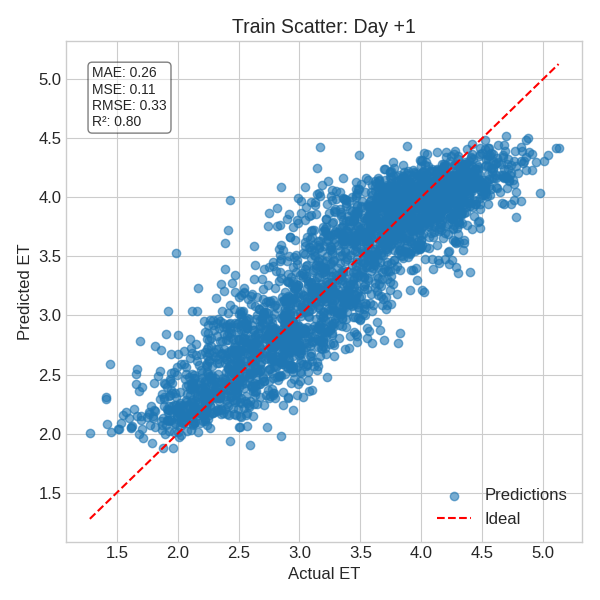 Train Scatter: Day +1
MAE: 0.26
MSE: 0.11
RMSE: 0.33
R²: 0.80
5.0
4.5
4.0
3.5
3.0
2.5
2.0
1.5
Predicted ET
Predictions
Ideal
1.5 2.0 2.5 3.0 3.5 4.0 4.5 5.0
Actual ET